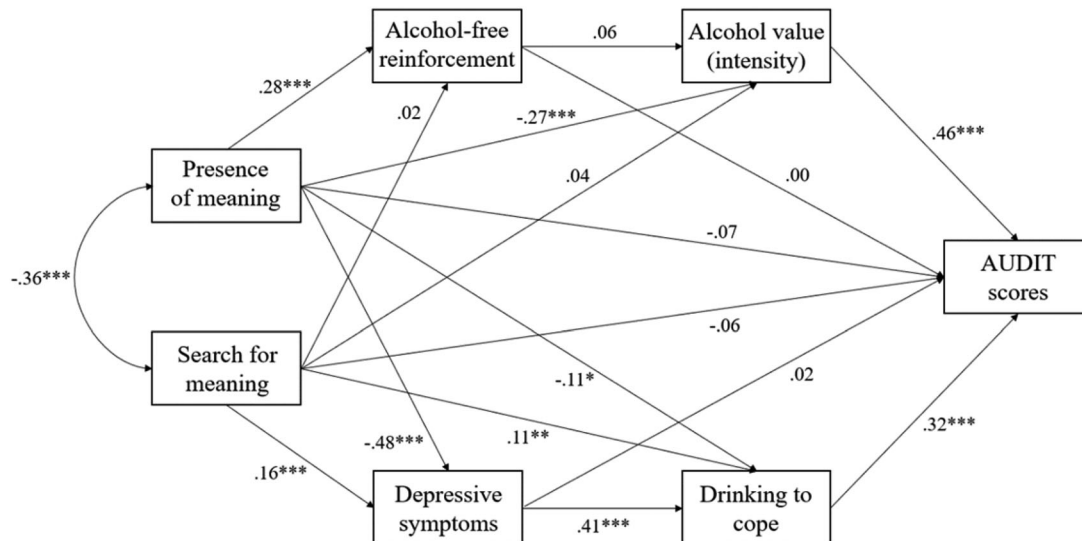 Alcohol-free
reinforcement
.06
Alcohol value
(intensity)
.28***
.02
-.27***
.46***
Presence
of meaning
.04
.00
-.07
-.36***
AUDIT
scores
-.06
Search for
meaning
-.11*
.02
.16***
-.48***
.11**
.32***
Depressive
symptoms
.41***
Drinking to
cope